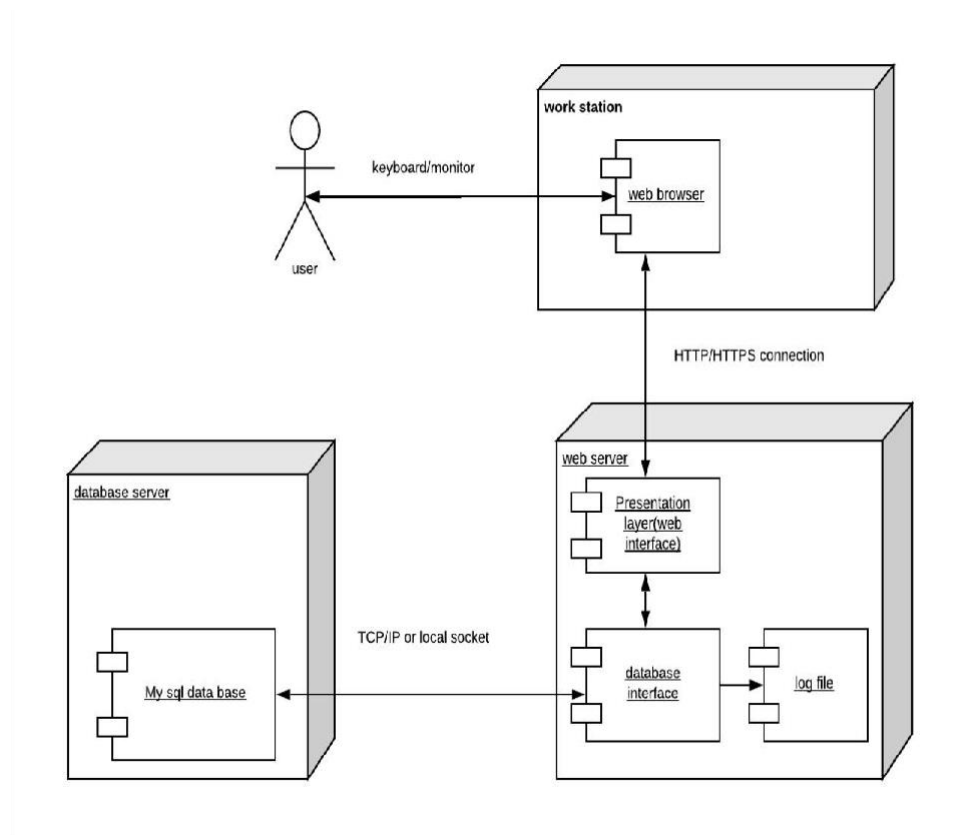 work station
keyboard/monitor
web browser
user
HTTP/HTTPS connection
web server
database server
Presentation
layer(web
interface)
TCP/IP or local socket
My sql data base
database
interface
log file